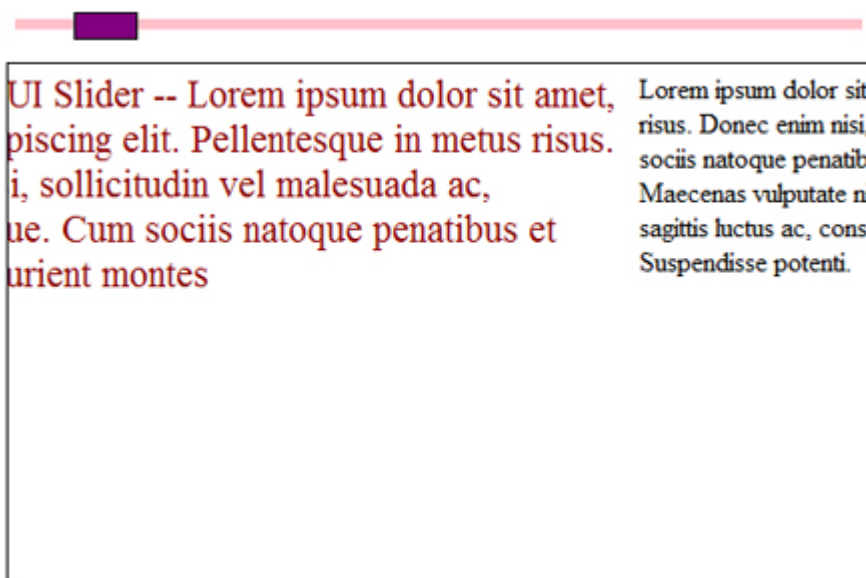 UI Slider -- Lorem ipsum dolor sit amet,
piscing elit. Pellentesque in metus risus.
i, sollicitudin vel malesuada ac,
ue. Cum sociis natoque penatibus et
urient montes
Lorem ipsum dolor sit
risus. Donec enim nisi,
sociis natoque penatib
Maecenas vulputate n
sagittis luctus ac, cons
Suspendisse potenti.